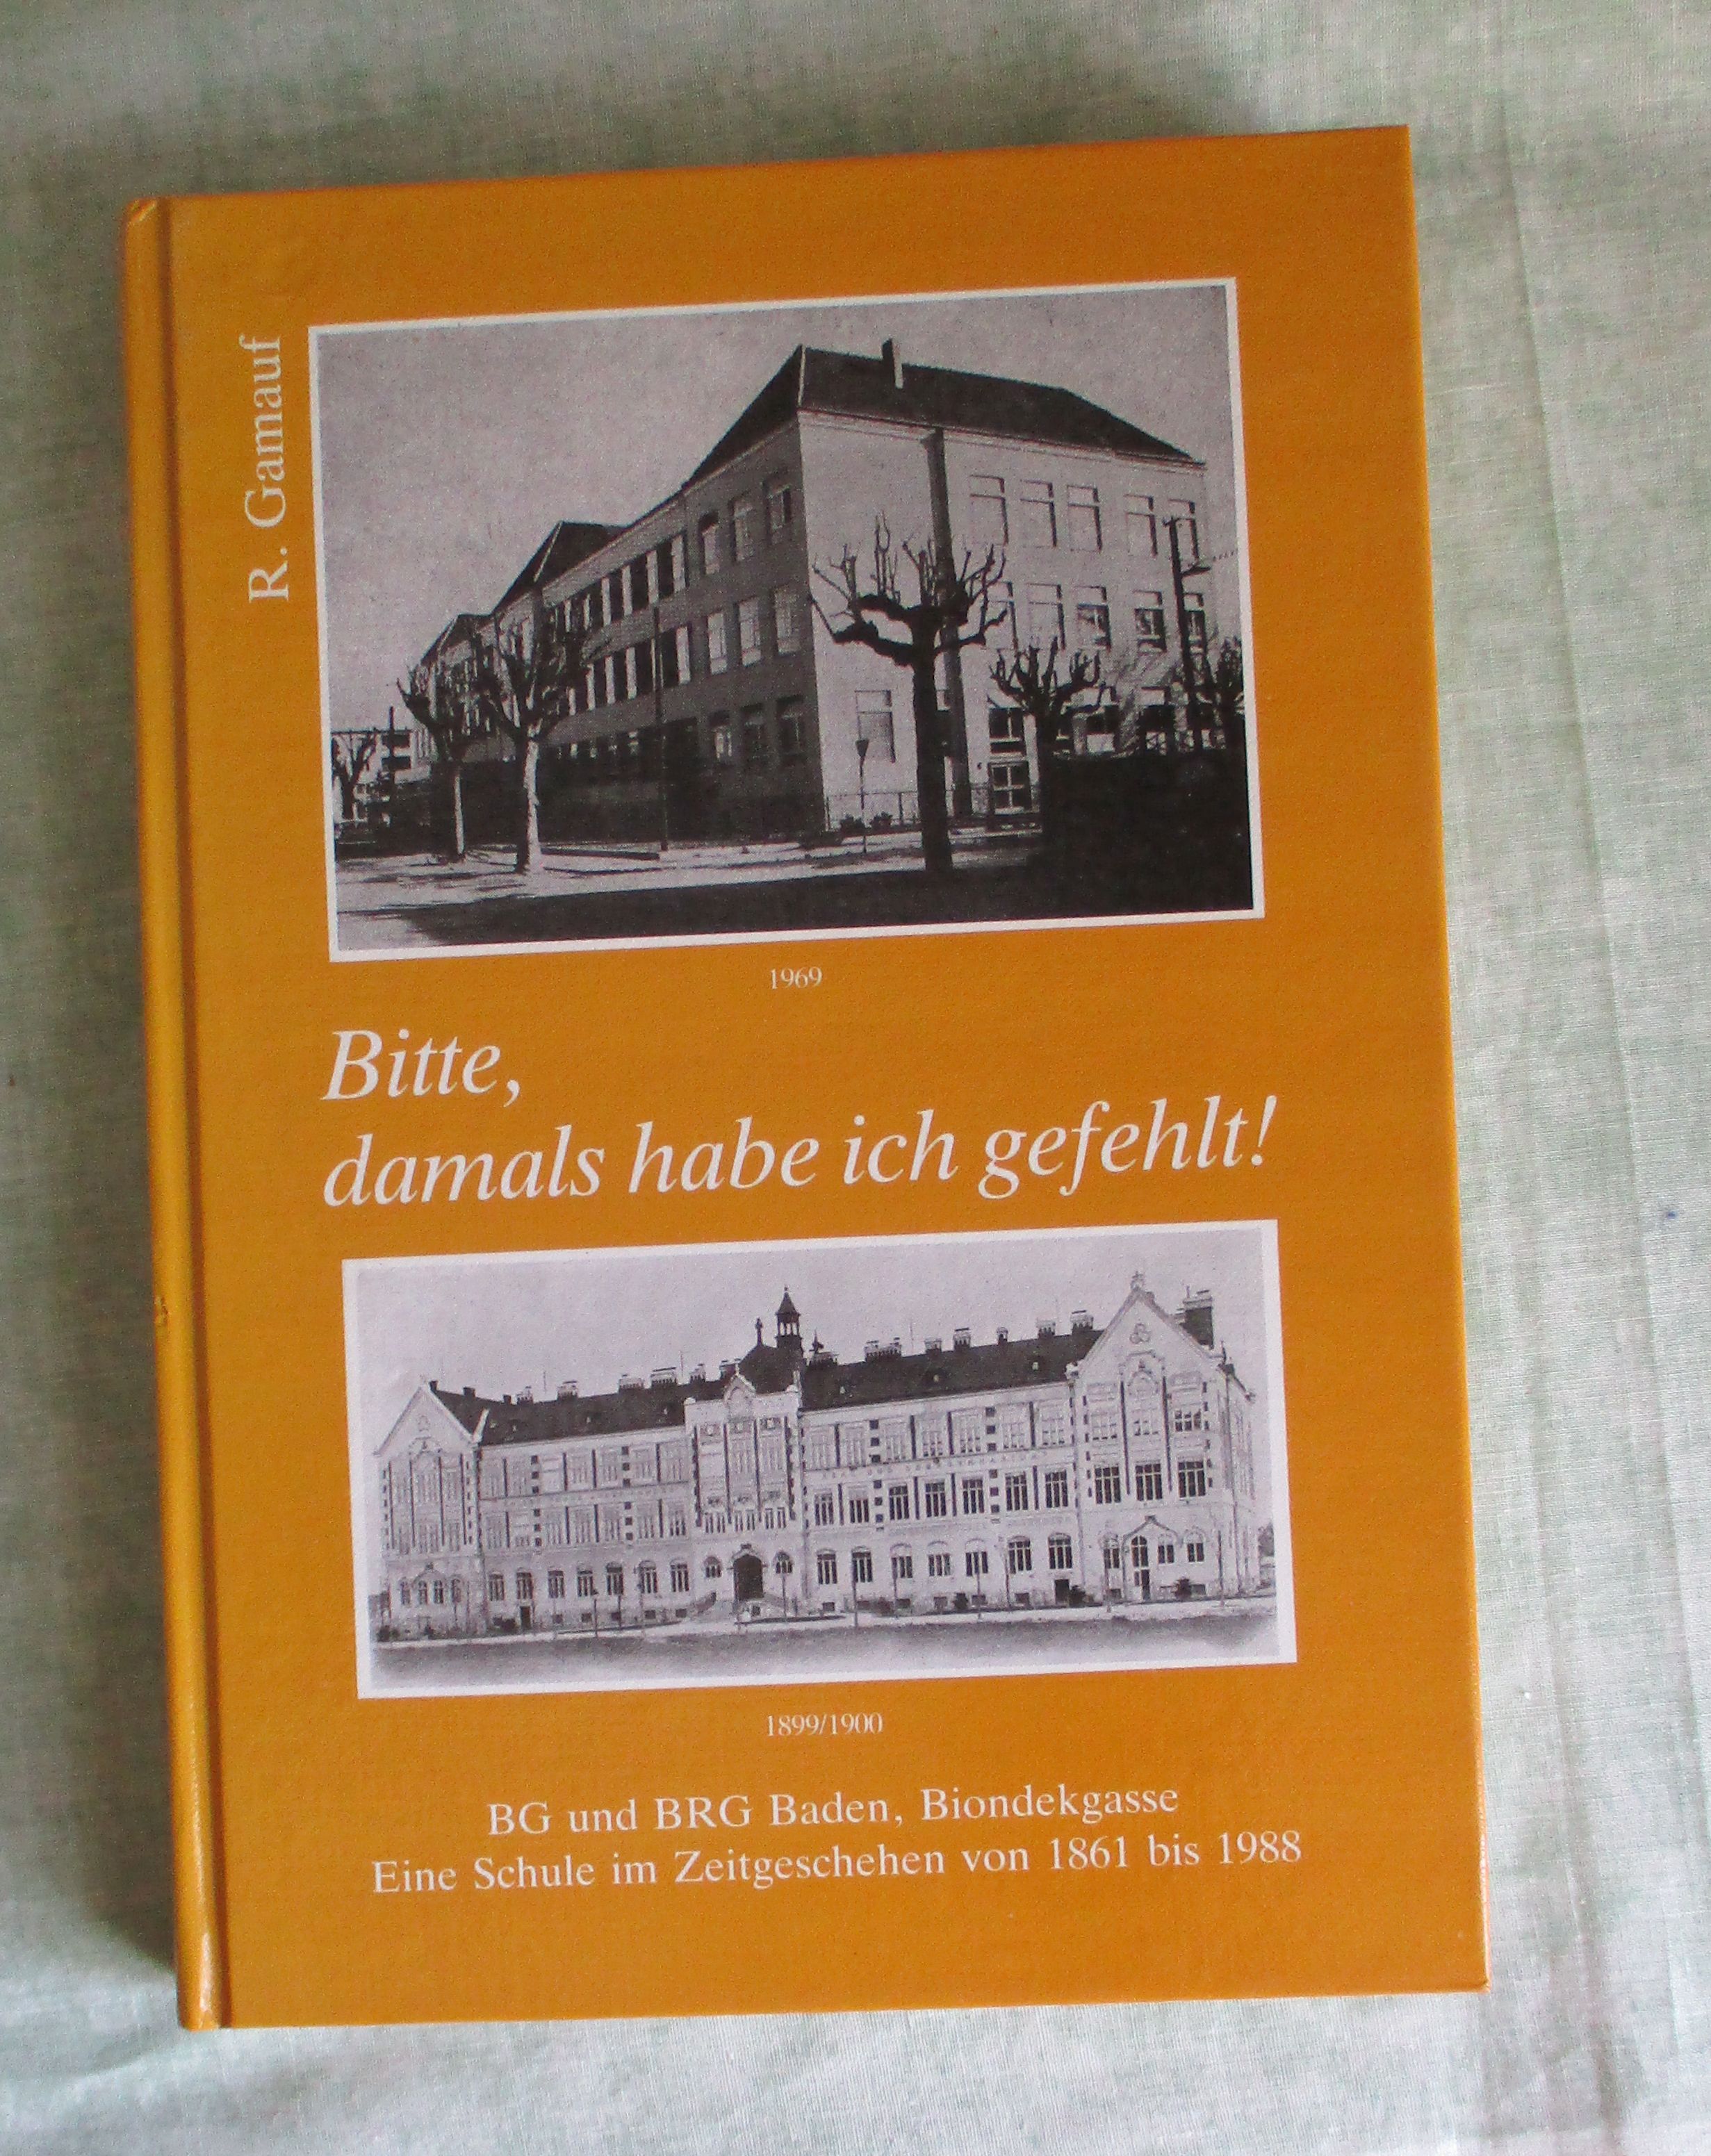 R. Gamauf
1969
Bitte,
damals habe ich gefehlt!
1899/1900
BG und BRG Baden, Biondekgasse
Eine Schule im Zeitgeschehen von 1861 bis 1988